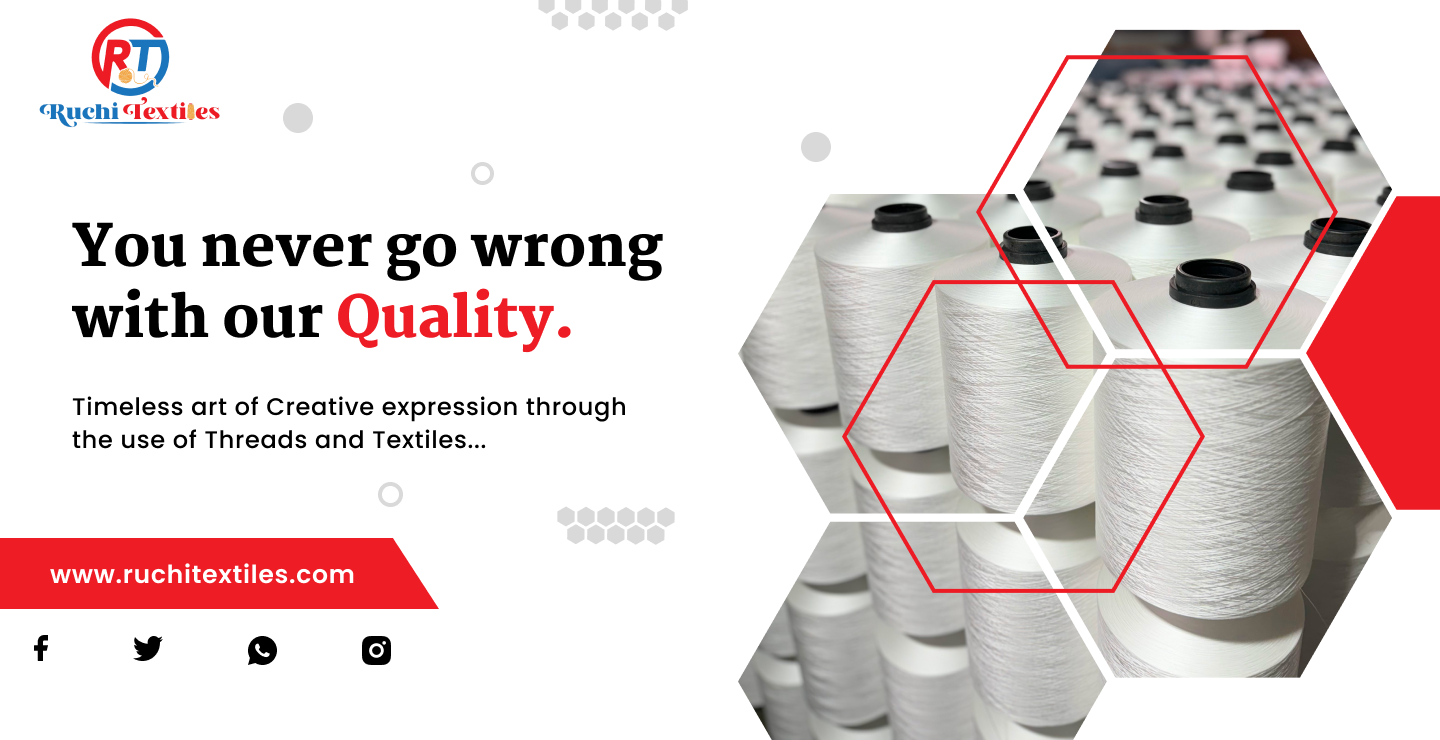 RT
Ruchi Textiles
You never go wrong
with our Quality.
Timeless art of Creative expression through
the use of Threads and Textiles...
www.ruchitextiles.com